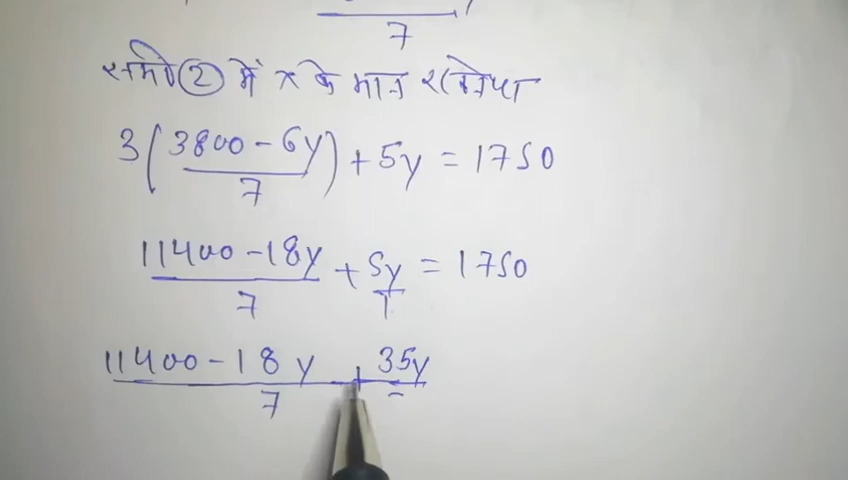 7
समी० (2) में x के मान रखने पर
3(3800 - 6y / 7) + 5y = 1750
11400 - 18y / 7 + 5y / 1 = 1750
11400 - 18y + 35y / 7